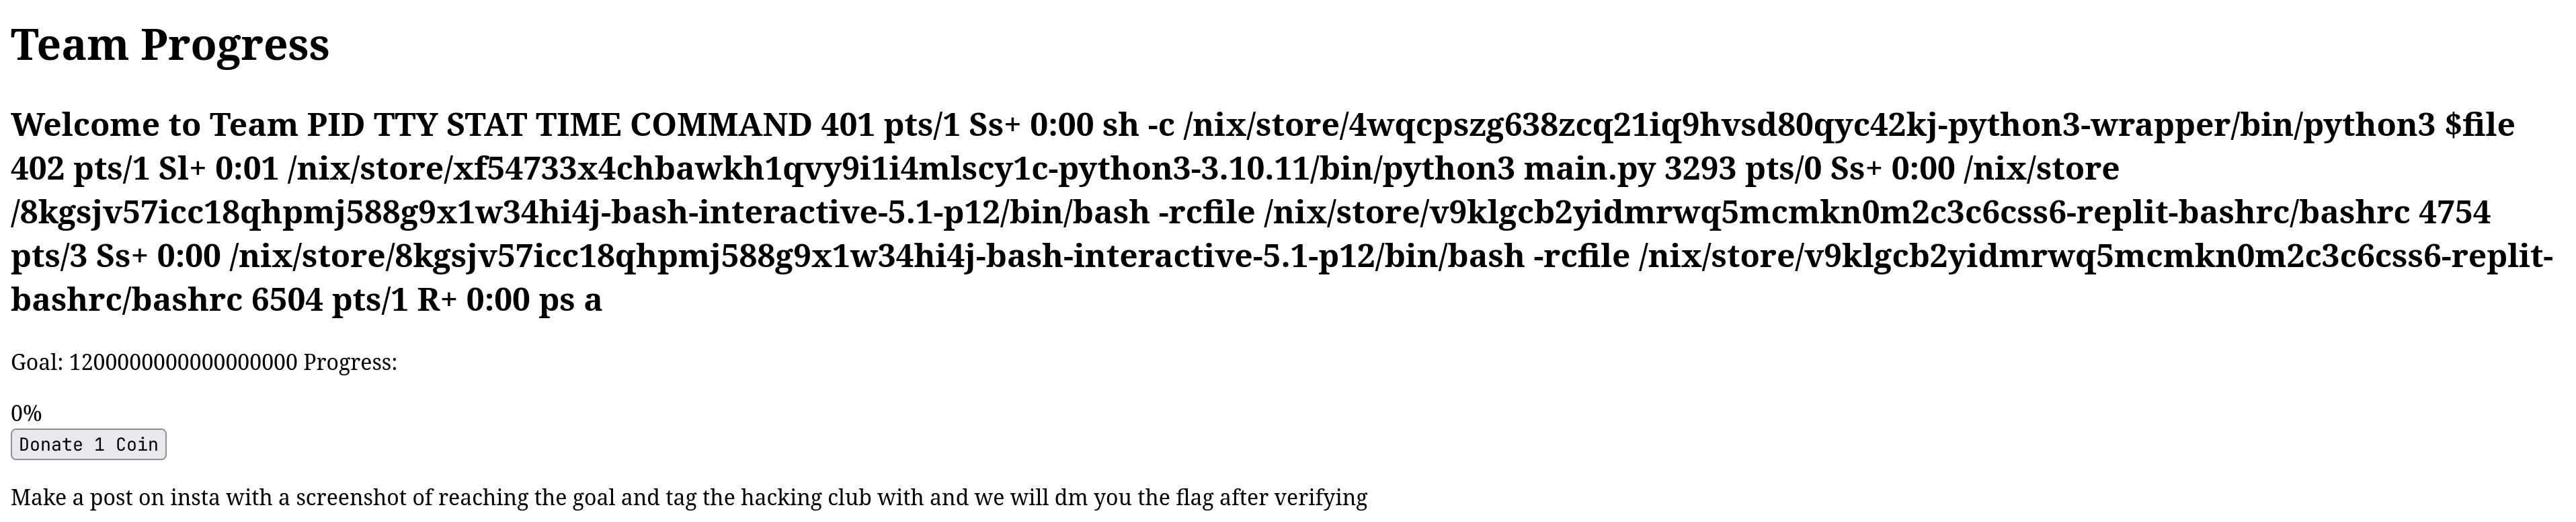 Team Progress
Welcome to Team PID TTY STAT TIME COMMAND 401 pts/1 Ss+ 0:00 sh -c /nix/store/4wqcpszg638zcq21iq9hvsd80qyc42kj-python3-wrapper/bin/python3 $file
402 pts/1 Sl+ 0:01 /nix/store/xf54733x4chbawkh1qvy9i1i4mlscy1c-python3-3.10.11/bin/python3 main.py 3293 pts/0 Ss+ 0:00 /nix/store
/8kgsjv57icc18qhpmj588g9x1w34hi4j-bash-interactive-5.1-p12/bin/bash -rcfile /nix/store/v9klgcb2yidmrwq5mcmkn0m2c3c6css6-replit-bashrc/bashrc 4754
pts/3 Ss+ 0:00 /nix/store/8kgsjv57icc18qhpmj588g9x1w34hi4j-bash-interactive-5.1-p12/bin/bash -rcfile /nix/store/v9klgcb2yidmrwq5mcmkn0m2c3c6css6-replit-
bashrc/bashrc 6504 pts/1 R+ 0:00 ps a
Goal: 1200000000000000000 Progress:
0%
Donate 1 Coin
Make a post on insta with a screenshot of reaching the goal and tag the hacking club with and we will dm you the flag after verifying